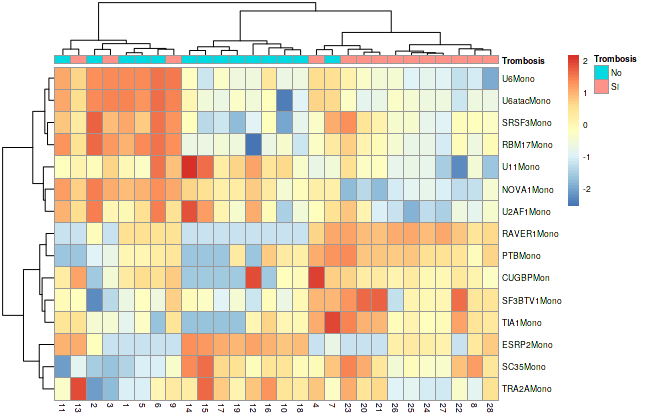 Trombosis
U6Mono
U6atacMono
SRSF3Mono
RBM17Mono
U11Mono
NOVA1Mono
U2AF1Mono
RAVER1Mono
PTBMono
CUGBPMon
SF3BTV1Mono
TIA1Mono
ESRP2Mono
SC35Mono
TRA2AMono
11 13 2 3 1 5 6 9 14 15 17 19 12 16 10 18 4 7 23 20 21 26 25 24 27 22 8 28
2
1
0
-1
-2
Trombosis
No
SI